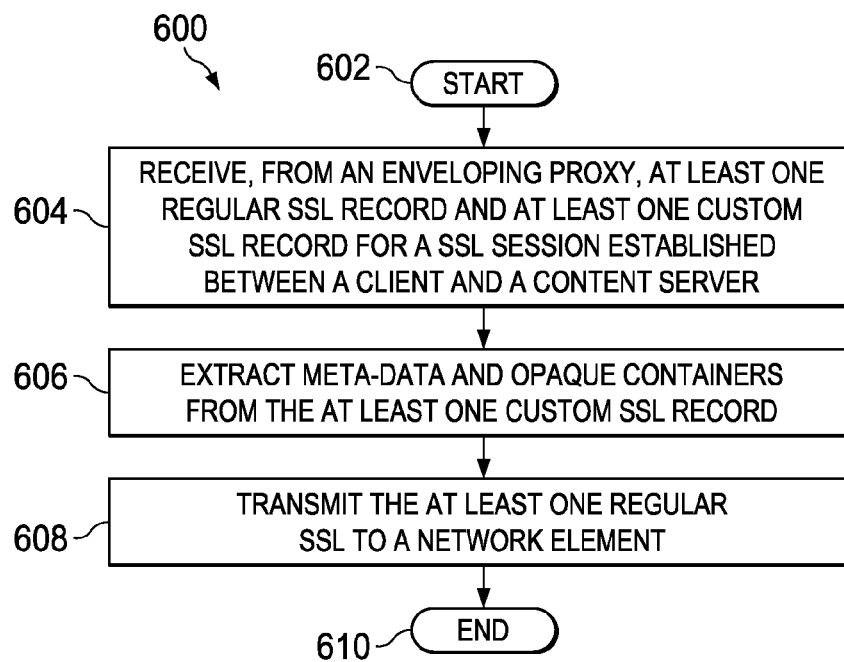 600
602
START
604
RECEIVE, FROM AN ENVELOPING PROXY, AT LEAST ONE
REGULAR SSL RECORD AND AT LEAST ONE CUSTOM
SSL RECORD FOR A SSL SESSION ESTABLISHED
BETWEEN A CLIENT AND A CONTENT SERVER
606
EXTRACT META-DATA AND OPAQUE CONTAINERS
FROM THE AT LEAST ONE CUSTOM SSL RECORD
608
TRANSMIT THE AT LEAST ONE REGULAR
SSL TO A NETWORK ELEMENT
610
END